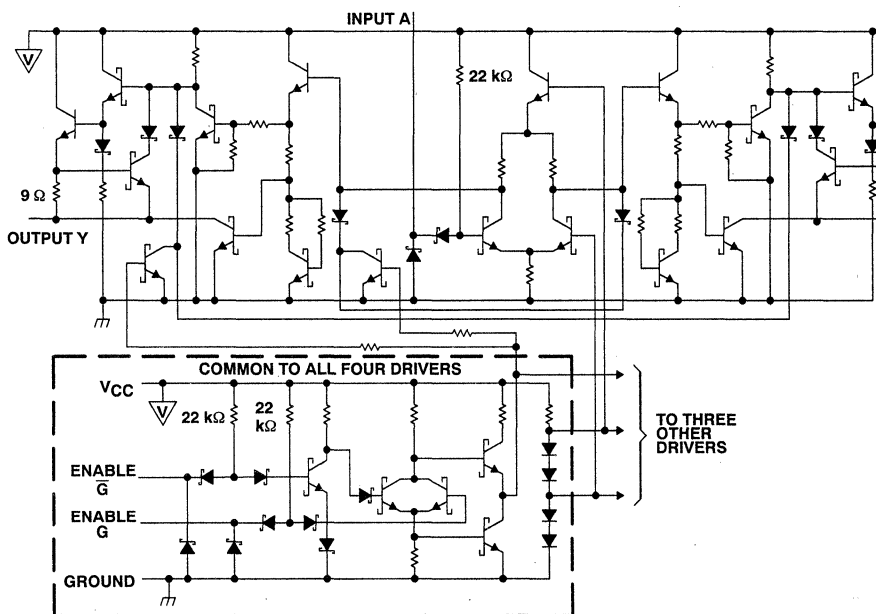 INPUT A
V
22 kΩ
9 Ω
OUTPUT Y
COMMON TO ALL FOUR DRIVERS
VCC
V
22 kΩ
22
kΩ
TO THREE
OTHER
DRIVERS
ENABLE
G̅
ENABLE
G
GROUND